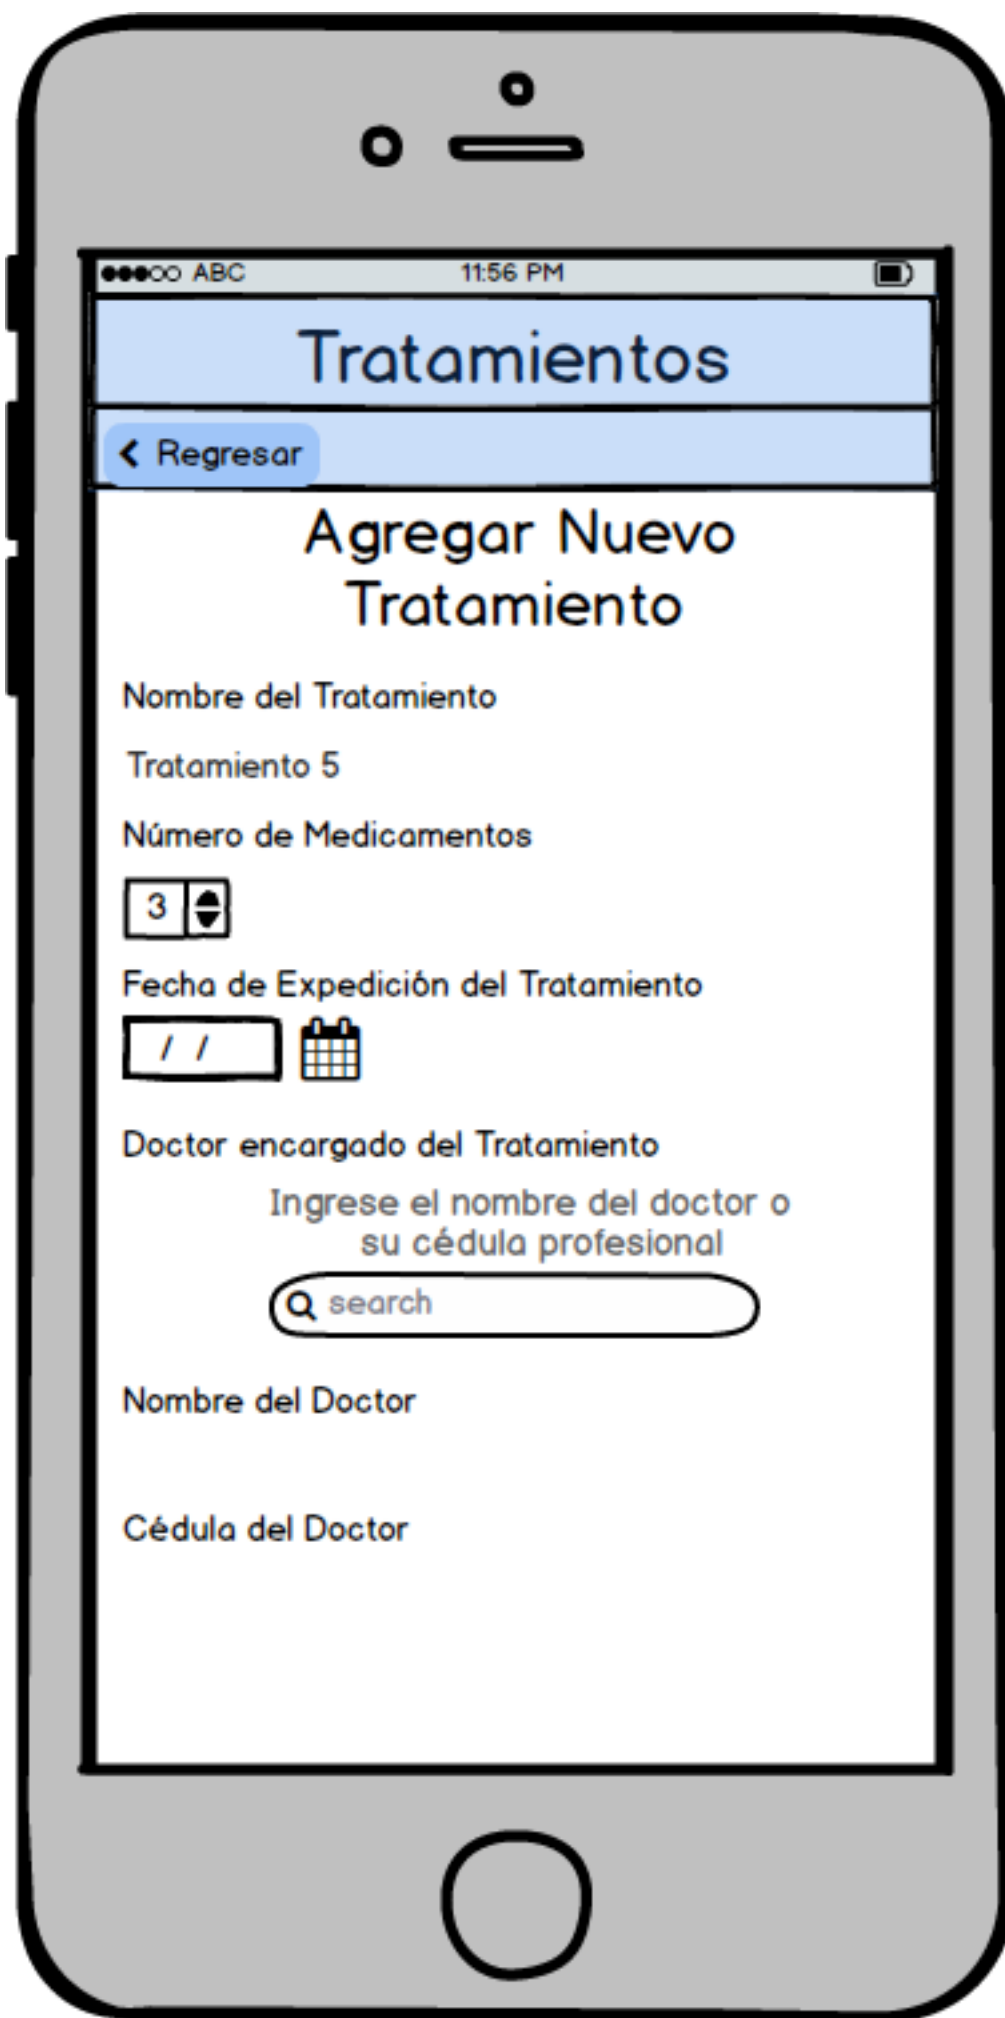 ABC 11:56 PM
Tratamientos
Regresar
Agregar Nuevo
Tratamiento
Nombre del Tratamiento
Tratamiento 5
Número de Medicamentos
3
Fecha de Expedición del Tratamiento
/ /
Doctor encargado del Tratamiento
Ingrese el nombre del doctor o
su cédula profesional
search
Nombre del Doctor
Cédula del Doctor